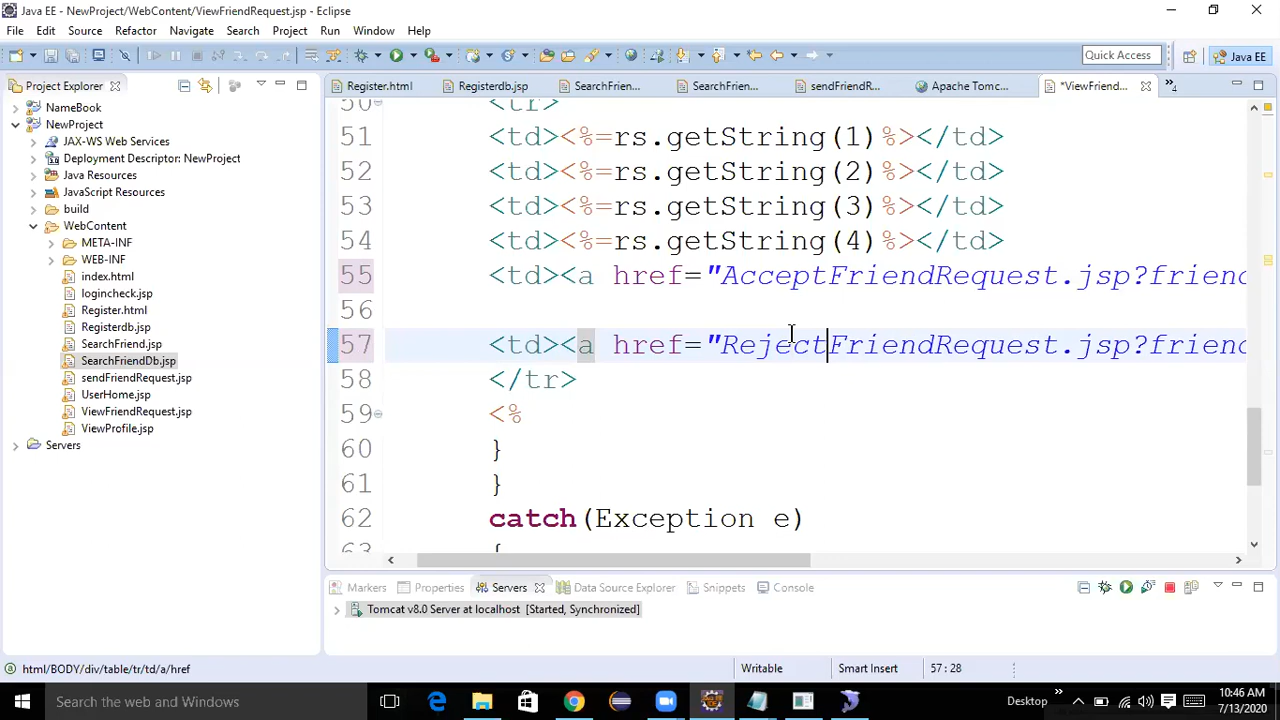 Java EE - NewProject/WebContent/ViewFriendRequest.jsp - Eclipse
File Edit Source Refactor Navigate Search Project Run Window Help
Quick Access
Java EE
Project Explorer
Register.html Registerdb.jsp SearchFrien... SearchFrien... sendFriendR... Apache Tomc... *ViewFriend... »4
NameBook
NewProject
JAX-WS Web Services
Deployment Descriptor: NewProject
Java Resources
JavaScript Resources
build
WebContent
META-INF
WEB-INF
index.html
logincheck.jsp
Register.html
Registerdb.jsp
SearchFriend.jsp
SearchFriendDb.jsp
sendFriendRequest.jsp
UserHome.jsp
ViewFriendRequest.jsp
ViewProfile.jsp
Servers
50 <tr>
51 <td><%=rs.getString(1)%></td>
52 <td><%=rs.getString(2)%></td>
53 <td><%=rs.getString(3)%></td>
54 <td><%=rs.getString(4)%></td>
55 <td><a href="AcceptFriendRequest.jsp?friend
56
57 <td><a href="RejectFriendRequest.jsp?friend
58 </tr>
59 <%
60 }
61 }
62 catch(Exception e)
63 {
Markers Properties Servers Data Source Explorer Snippets Console
Tomcat v8.0 Server at localhost [Started, Synchronized]
html/BODY/div/table/tr/td/a/href Writable Smart Insert 57 : 28
Search the web and Windows
Desktop »
10:46 AM
7/13/2020